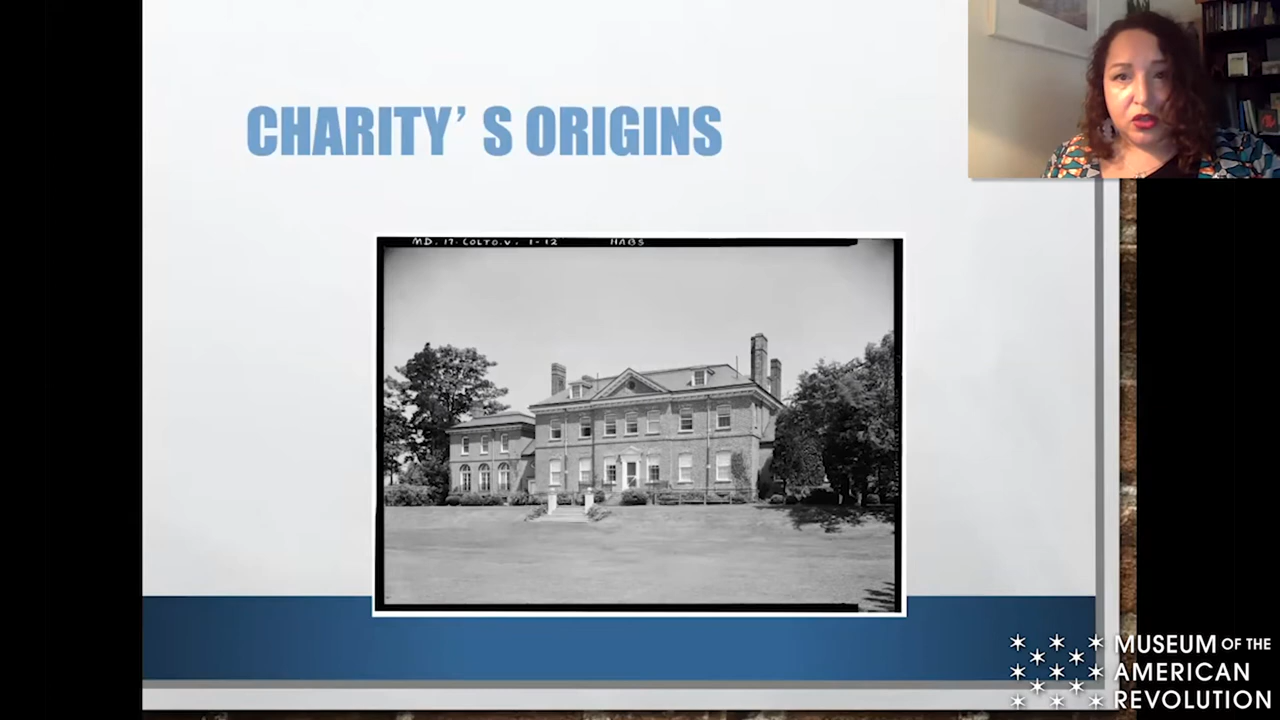 CHARITY’ S ORIGINS
MD. 17. COLTO.V. 1-12 HABS
MUSEUM OF THE
AMERICAN
REVOLUTION